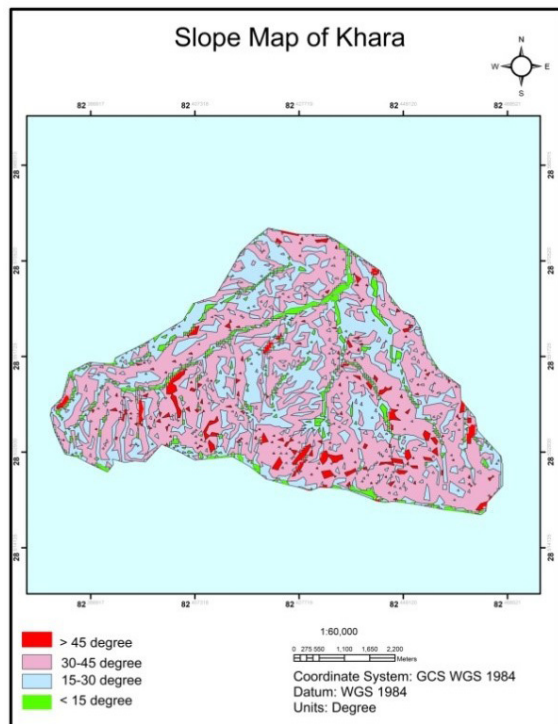 Slope Map of Khara
N
W E
S
82 82 82 82 82
28 28
28 28
28 28
28 28
28 28
82 82 82 82 82
> 45 degree
30-45 degree
15-30 degree
< 15 degree
1:60,000
0 275 550 1,100 1,650 2,200
Meters
Coordinate System: GCS WGS 1984
Datum: WGS 1984
Units: Degree